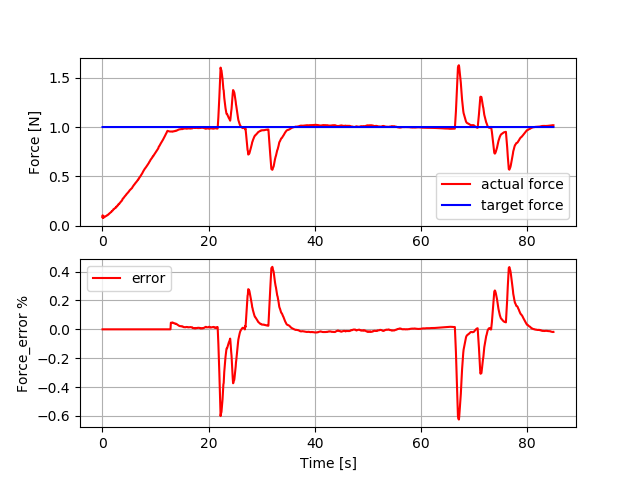 1.5
1.0
0.5
0.0
Force [N]
actual force
target force
0 20 40 60 80
0.4
0.2
0.0
−0.2
−0.4
−0.6
Force_error %
error
0 20 40 60 80
Time [s]